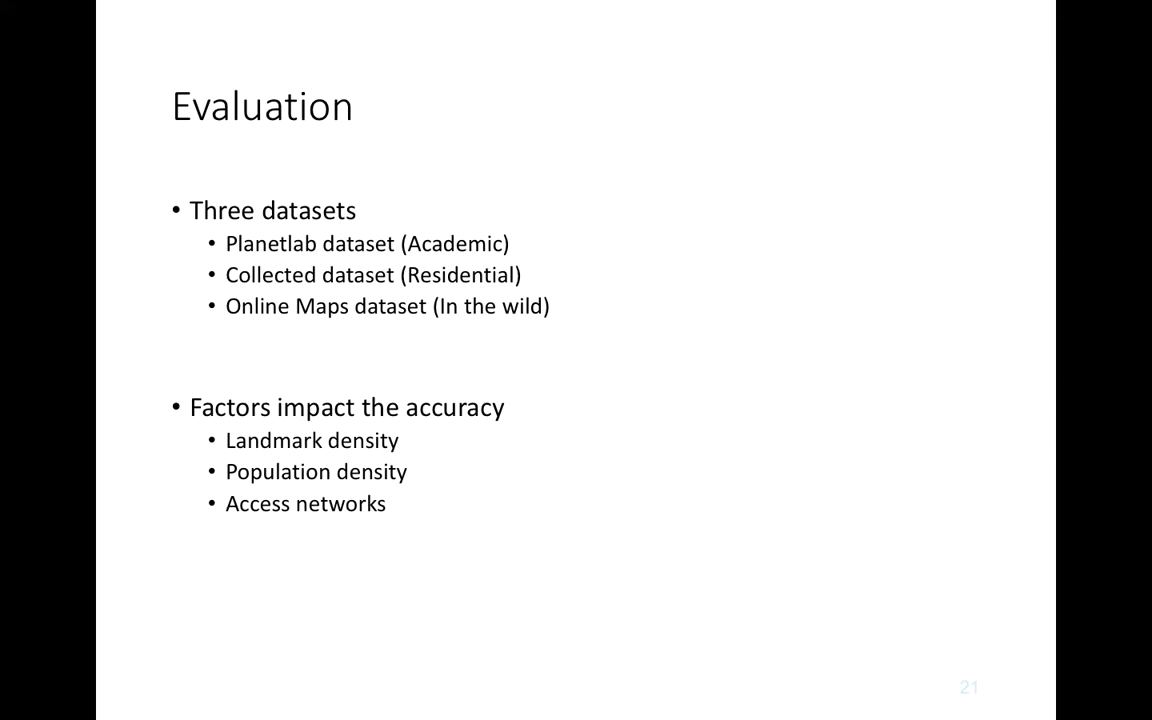 Evaluation
• Three datasets
• Planetlab dataset (Academic)
• Collected dataset (Residential)
• Online Maps dataset (In the wild)
• Factors impact the accuracy
• Landmark density
• Population density
• Access networks
21